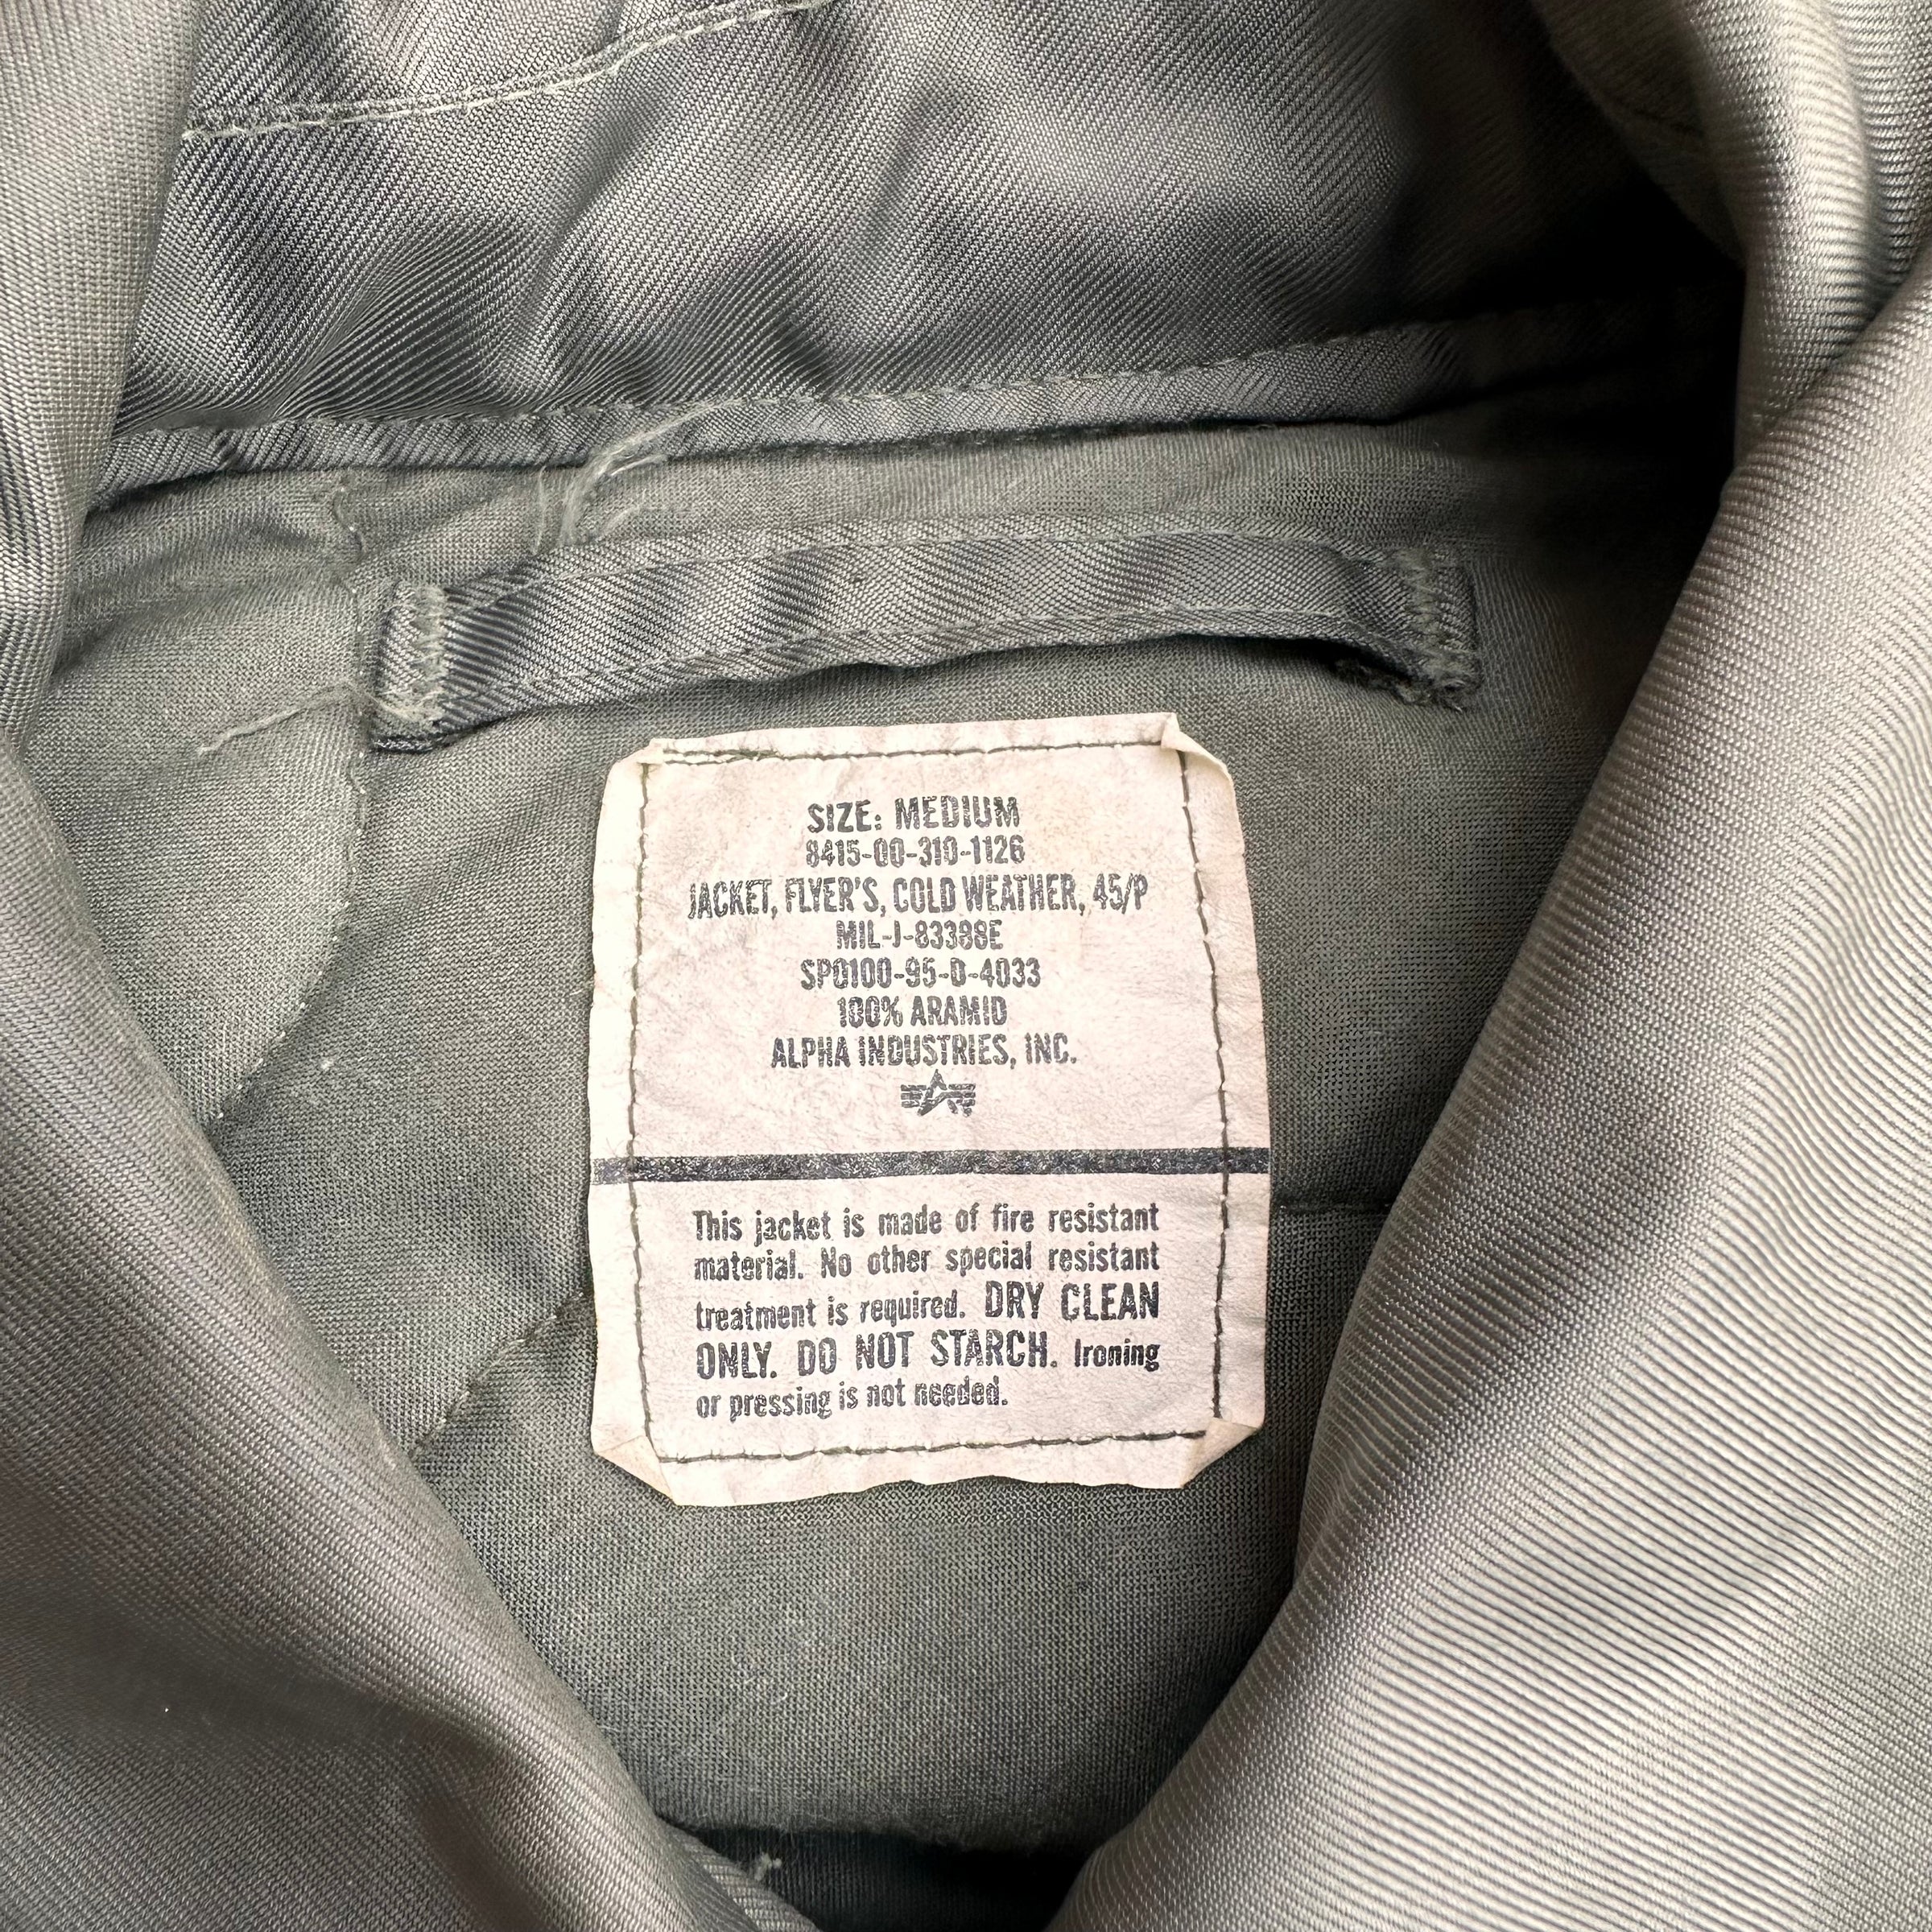 SIZE: MEDIUM
8415-00-310-1126
JACKET, FLYER'S, COLD WEATHER, 45/P
MIL-J-83388E
SP0100-95-D-4033
100% ARAMID
ALPHA INDUSTRIES, INC.
This jacket is made of fire resistant
material. No other special resistant
treatment is required. DRY CLEAN
ONLY. DO NOT STARCH. Ironing
or pressing is not needed.